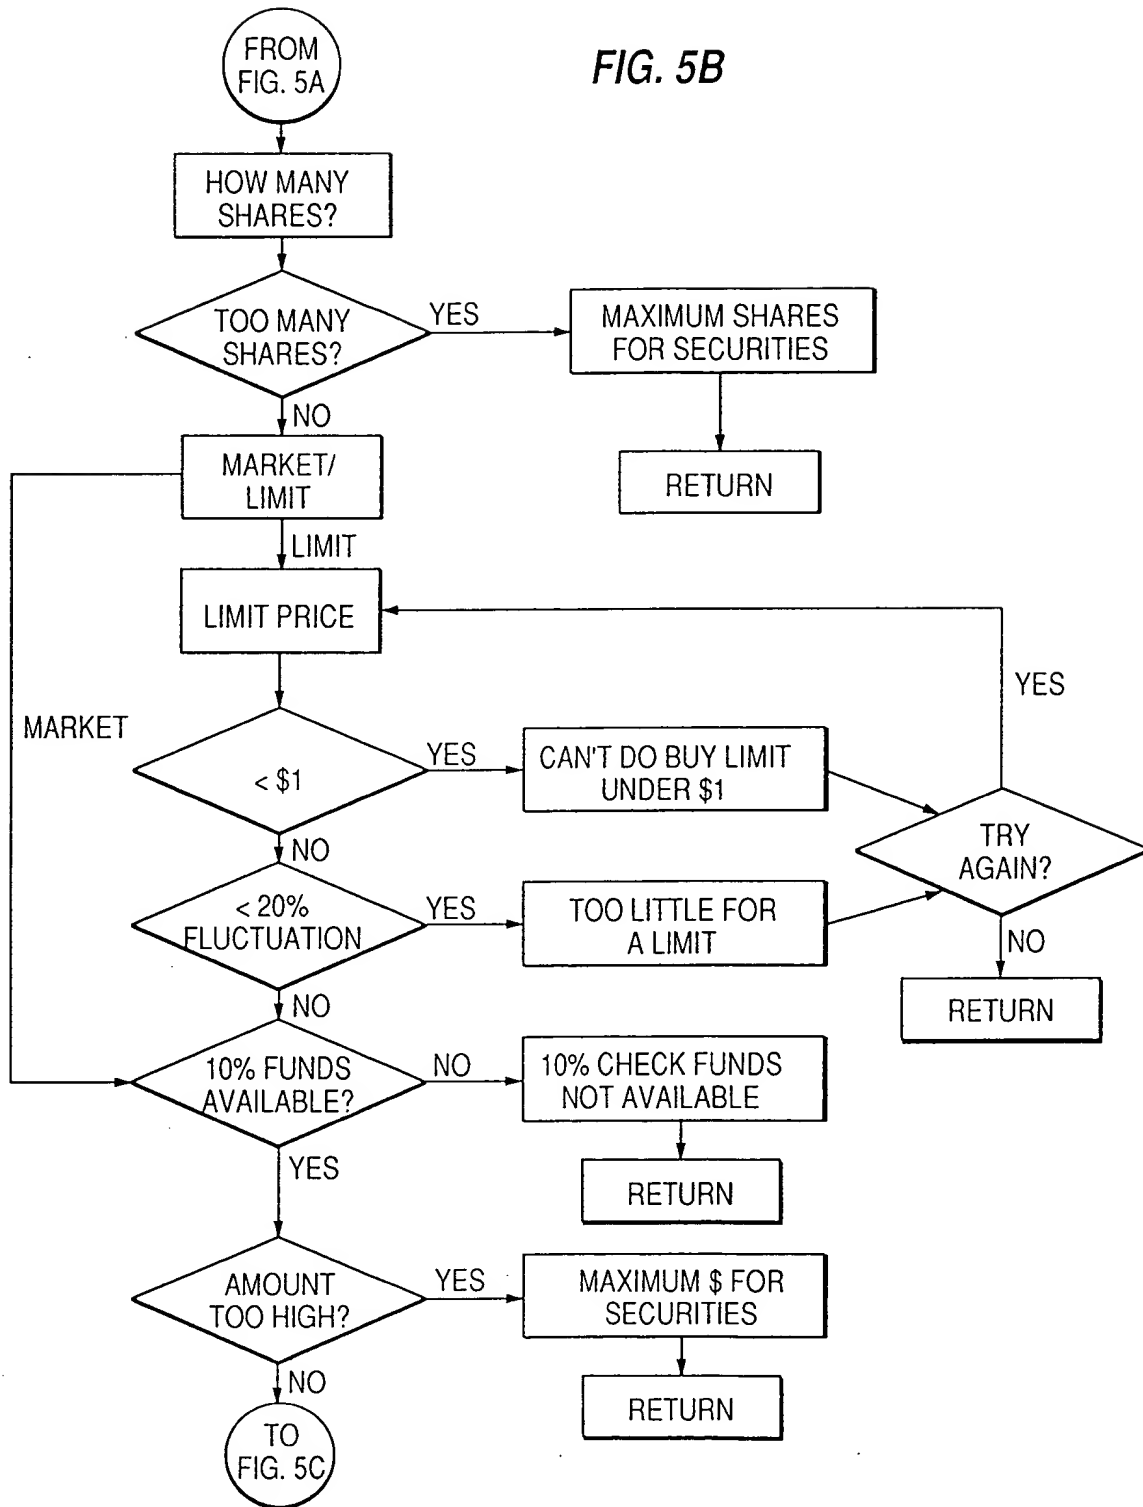 FROM
FIG. 5A
FIG. 5B
HOW MANY
SHARES?
TOO MANY
SHARES?
YES
MAXIMUM SHARES
FOR SECURITIES
NO
RETURN
MARKET/
LIMIT
LIMIT
LIMIT PRICE
YES
MARKET
< $1
YES
CAN'T DO BUY LIMIT
UNDER $1
TRY
AGAIN?
NO
< 20%
FLUCTUATION
YES
TOO LITTLE FOR
A LIMIT
NO
RETURN
NO
10% FUNDS
AVAILABLE?
NO
10% CHECK FUNDS
NOT AVAILABLE
YES
RETURN
AMOUNT
TOO HIGH?
YES
MAXIMUM $ FOR
SECURITIES
NO
RETURN
TO
FIG. 5C